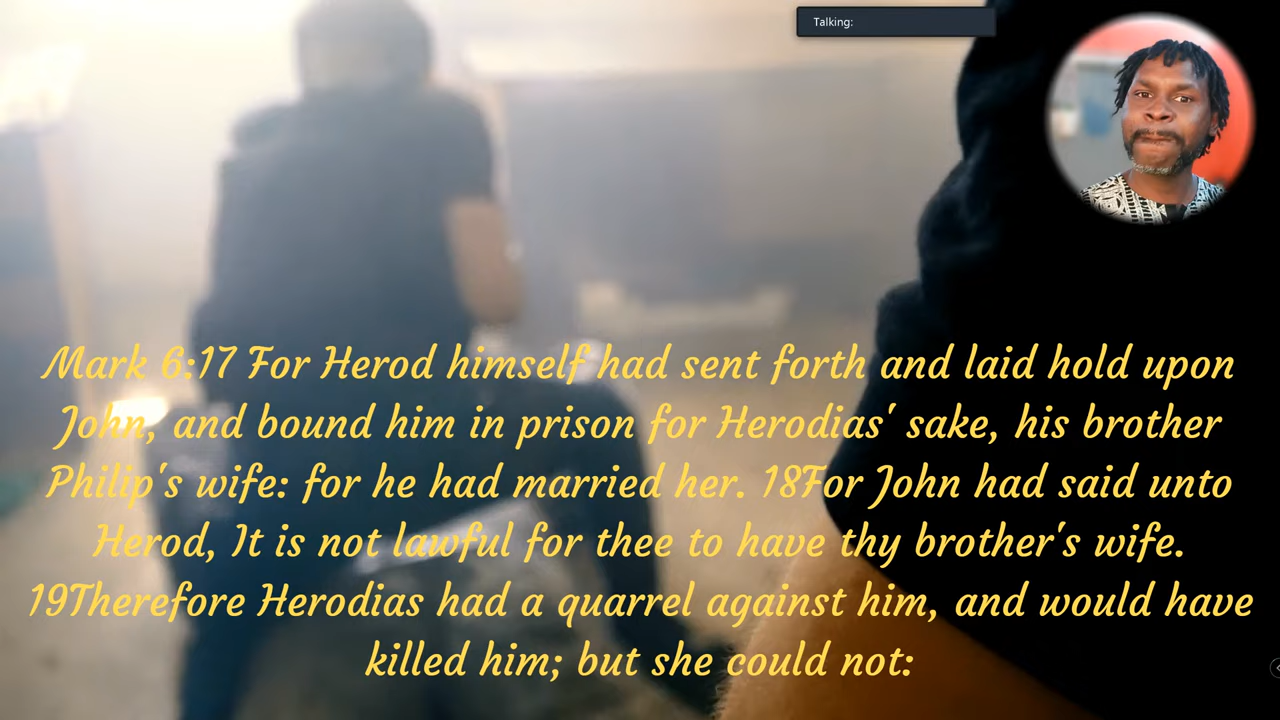 Talking:
Mark 6:17 For Herod himself had sent forth and laid hold upon
John, and bound him in prison for Herodias' sake, his brother
Philip's wife: for he had married her. 18For John had said unto
Herod, It is not lawful for thee to have thy brother's wife.
19Therefore Herodias had a quarrel against him, and would have
killed him; but she could not: